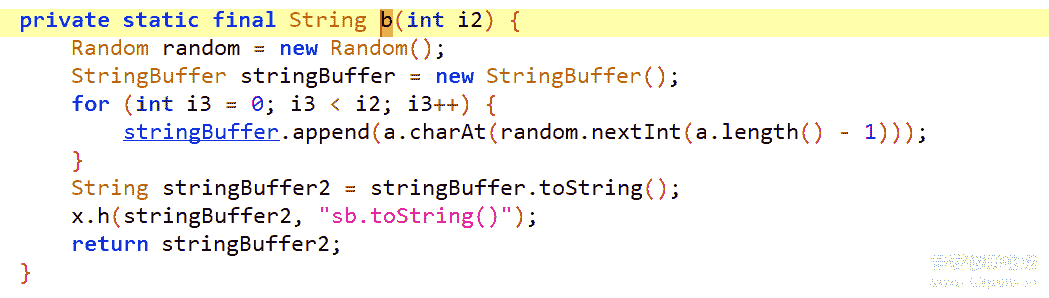 private static final String b(int i2) {
    Random random = new Random();
    StringBuffer stringBuffer = new StringBuffer();
    for (int i3 = 0; i3 < i2; i3++) {
        stringBuffer.append(a.charAt(random.nextInt(a.length() - 1)));
    }
    String stringBuffer2 = stringBuffer.toString();
    x.h(stringBuffer2, "sb.toString()");
    return stringBuffer2;
}